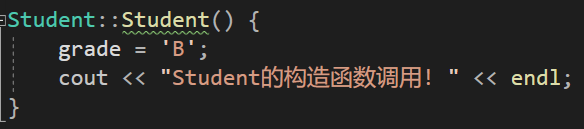 Student::Student() {
grade = 'B';
cout << "Student的构造函数调用！" << endl;
}